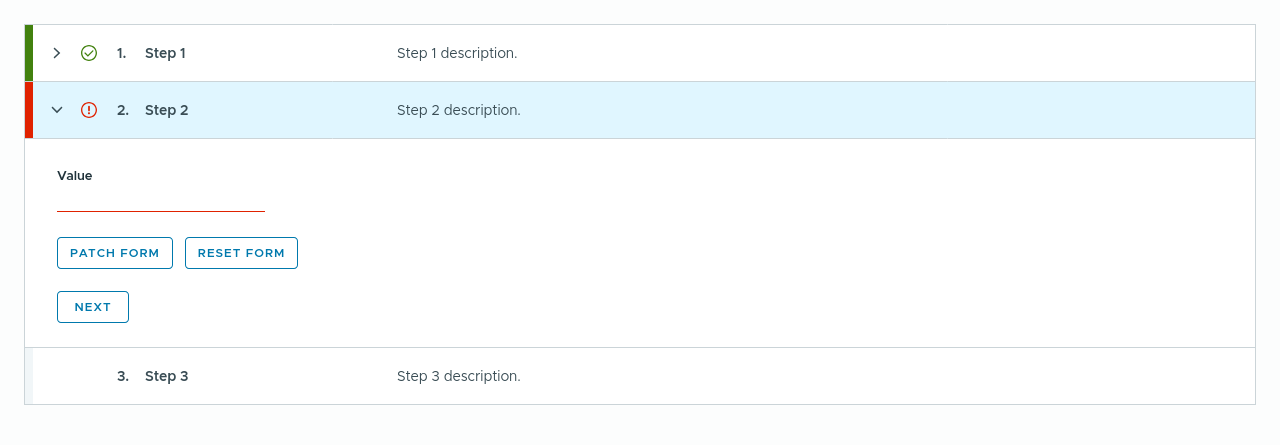 1. Step 1 Step 1 description.
2. Step 2 Step 2 description.
Value
PATCH FORM RESET FORM
NEXT
3. Step 3 Step 3 description.